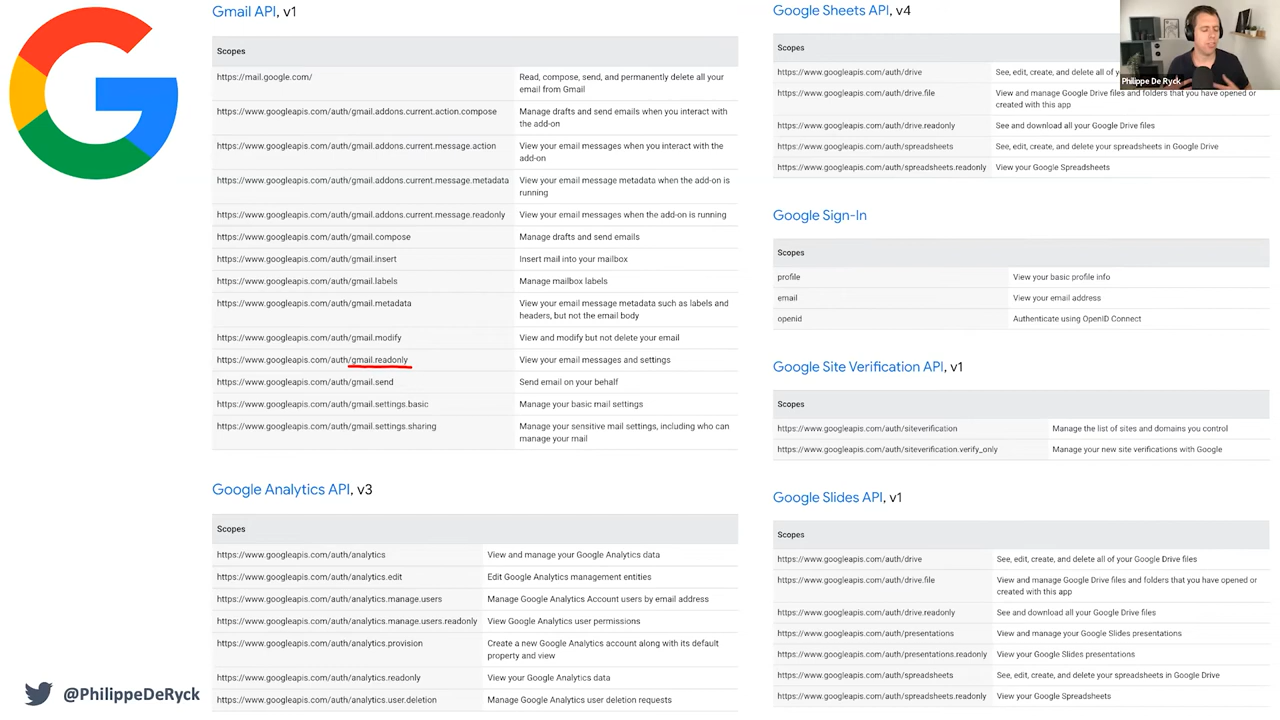 Gmail API, v1
Scopes
https://mail.google.com/
Read, compose, send, and permanently delete all your
email from Gmail
https://www.googleapis.com/auth/gmail.addons.current.action.compose
Manage drafts and send emails when you interact with
the add-on
https://www.googleapis.com/auth/gmail.addons.current.message.action
View your email messages when you interact with the
add-on
https://www.googleapis.com/auth/gmail.addons.current.message.metadata
View your email message metadata when the add-on is
running
https://www.googleapis.com/auth/gmail.addons.current.message.readonly
View your email messages when the add-on is running
https://www.googleapis.com/auth/gmail.compose
Manage drafts and send emails
https://www.googleapis.com/auth/gmail.insert
Insert mail into your mailbox
https://www.googleapis.com/auth/gmail.labels
Manage mailbox labels
https://www.googleapis.com/auth/gmail.metadata
View your email message metadata such as labels and
headers, but not the email body
https://www.googleapis.com/auth/gmail.modify
View and modify but not delete your email
https://www.googleapis.com/auth/gmail.readonly
View your email messages and settings
https://www.googleapis.com/auth/gmail.send
Send email on your behalf
https://www.googleapis.com/auth/gmail.settings.basic
Manage your basic mail settings
https://www.googleapis.com/auth/gmail.settings.sharing
Manage your sensitive mail settings, including who can
manage your mail
Google Analytics API, v3
Scopes
https://www.googleapis.com/auth/analytics
View and manage your Google Analytics data
https://www.googleapis.com/auth/analytics.edit
Edit Google Analytics management entities
https://www.googleapis.com/auth/analytics.manage.users
Manage Google Analytics Account users by email address
https://www.googleapis.com/auth/analytics.manage.users.readonly
View Google Analytics user permissions
https://www.googleapis.com/auth/analytics.provision
Create a new Google Analytics account along with its default
property and view
https://www.googleapis.com/auth/analytics.readonly
View your Google Analytics data
https://www.googleapis.com/auth/analytics.user.deletion
Manage Google Analytics user deletion requests
Google Sheets API, v4
Scopes
https://www.googleapis.com/auth/drive
See, edit, create, and delete all of y
https://www.googleapis.com/auth/drive.file
View and manage Google Drive files and folders that you have opened or
created with this app
https://www.googleapis.com/auth/drive.readonly
See and download all your Google Drive files
https://www.googleapis.com/auth/spreadsheets
See, edit, create, and delete your spreadsheets in Google Drive
https://www.googleapis.com/auth/spreadsheets.readonly
View your Google Spreadsheets
Google Sign-In
Scopes
profile
View your basic profile info
email
View your email address
openid
Authenticate using OpenID Connect
Google Site Verification API, v1
Scopes
https://www.googleapis.com/auth/siteverification
Manage the list of sites and domains you control
https://www.googleapis.com/auth/siteverification.verify_only
Manage your new site verifications with Google
Google Slides API, v1
Scopes
https://www.googleapis.com/auth/drive
See, edit, create, and delete all of your Google Drive files
https://www.googleapis.com/auth/drive.file
View and manage Google Drive files and folders that you have opened or
created with this app
https://www.googleapis.com/auth/drive.readonly
See and download all your Google Drive files
https://www.googleapis.com/auth/presentations
View and manage your Google Slides presentations
https://www.googleapis.com/auth/presentations.readonly
View your Google Slides presentations
https://www.googleapis.com/auth/spreadsheets
See, edit, create, and delete your spreadsheets in Google Drive
https://www.googleapis.com/auth/spreadsheets.readonly
View your Google Spreadsheets
Philippe De Ryck
@PhilippeDeRyck